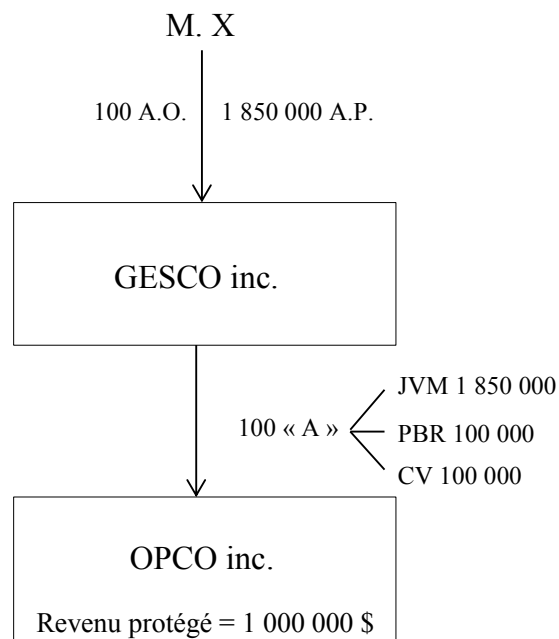 M. X
100 A.O. 1 850 000 A.P.
GESCO inc.
JVM 1 850 000
100 « A »
PBR 100 000
CV 100 000
OPCO inc.
Revenu protégé = 1 000 000 $